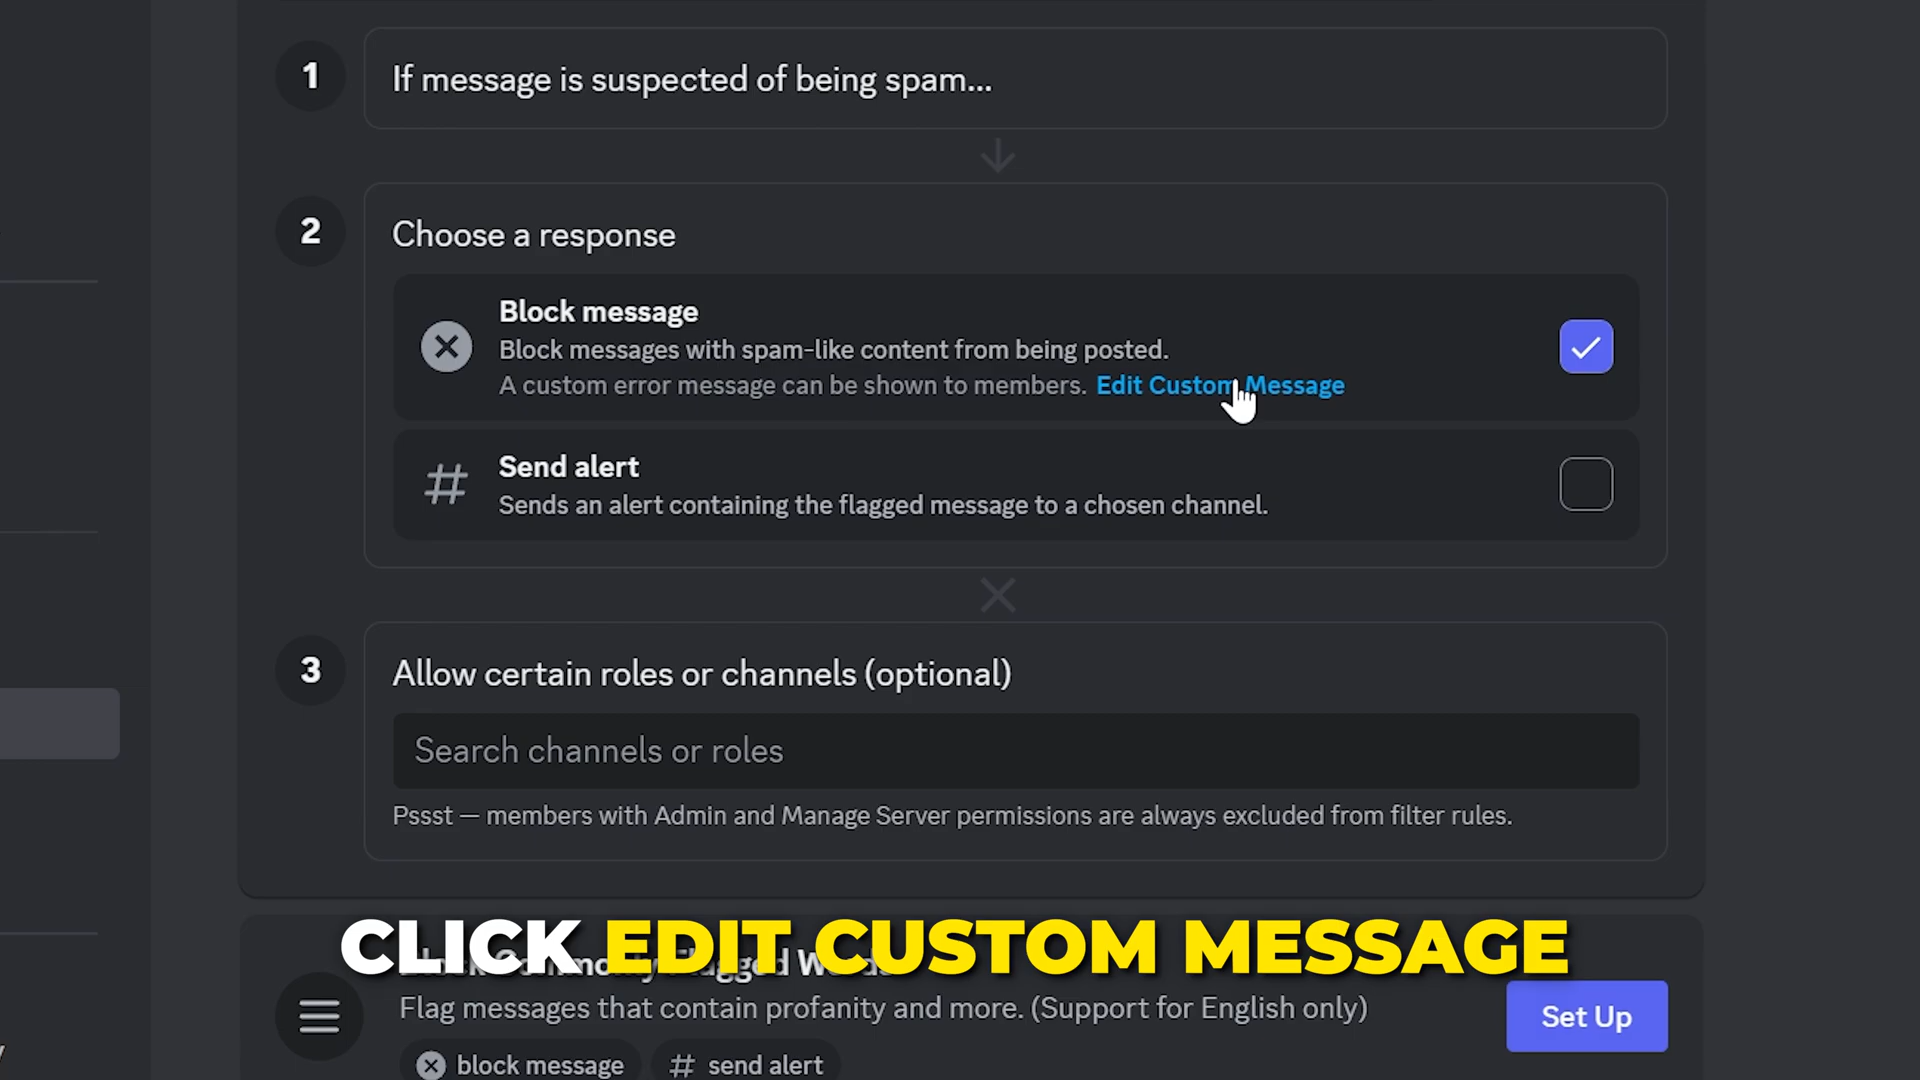 1
If message is suspected of being spam...
2
Choose a response
Block message
Block messages with spam-like content from being posted.
A custom error message can be shown to members. Edit Custom Message
Send alert
Sends an alert containing the flagged message to a chosen channel.
3
Allow certain roles or channels (optional)
Search channels or roles
Pssst — members with Admin and Manage Server permissions are always excluded from filter rules.
CLICK EDIT CUSTOM MESSAGE
Flag messages that contain profanity and more. (Support for English only)
Set Up
block message
send alert